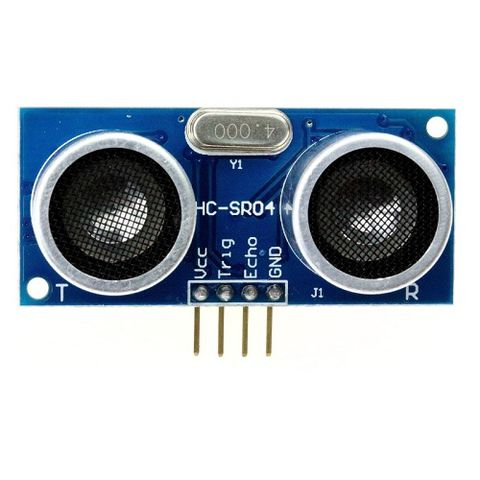 4.000
Y1
HC-SR04
Vcc
Trig
Echo
GND
T
J1
R